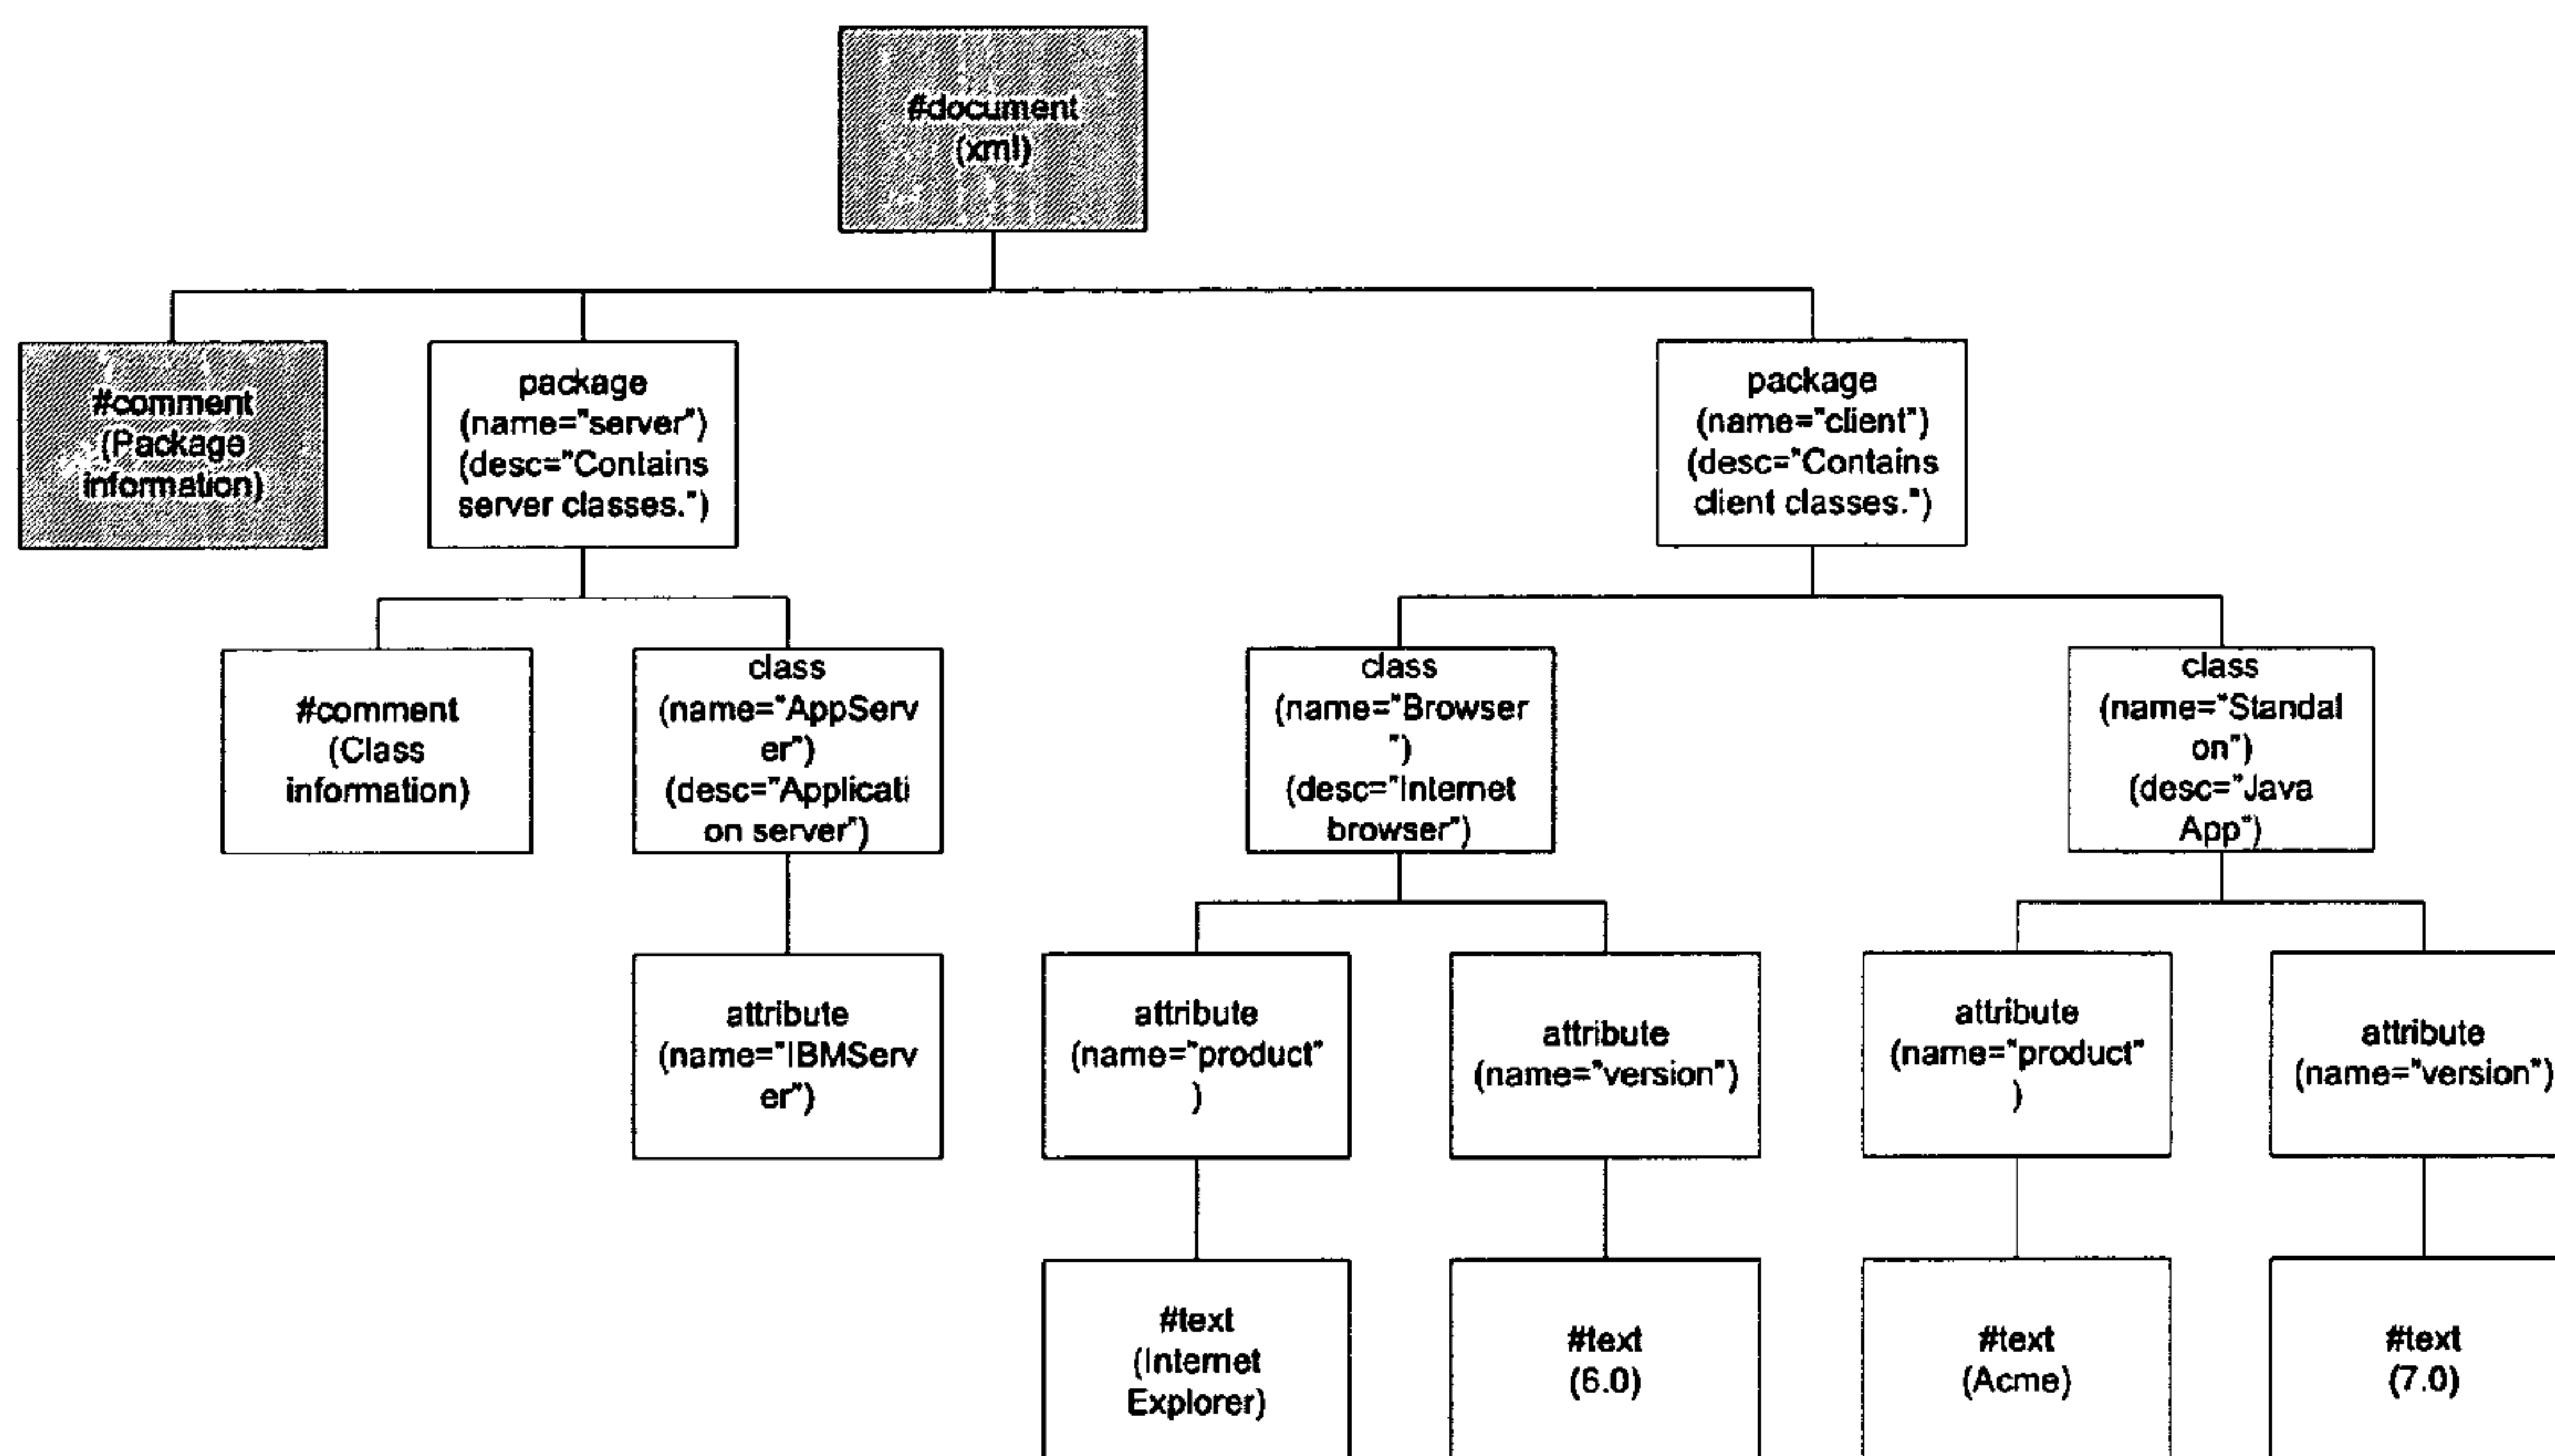 #document
(xml)
#comment
(Package
information)
package
(name="server")
(desc="Contains
server classes.")
package
(name="client")
(desc="Contains
client classes.")
#comment
(Class
information)
class
(name="AppServ
er")
(desc="Applicati
on server")
class
(name="Browser
")
(desc="Internet
browser")
class
(name="Standal
on")
(desc="Java
App")
attribute
(name="IBMServ
er")
attribute
(name="product"
)
attribute
(name="version")
attribute
(name="product"
)
attribute
(name="version")
#text
(Internet
Explorer)
#text
(6.0)
#text
(Acme)
#text
(7.0)